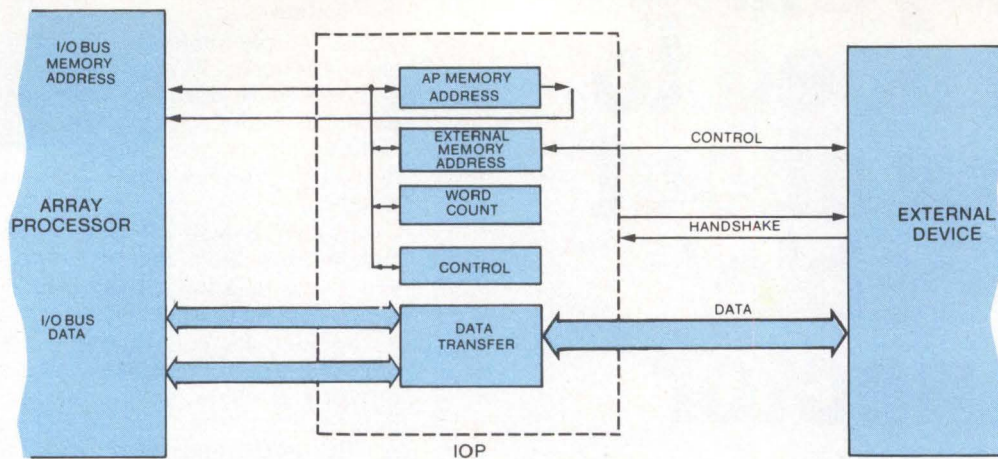 I/O BUS
MEMORY
ADDRESS
ARRAY
PROCESSOR
I/O BUS
DATA
AP MEMORY
ADDRESS
EXTERNAL
MEMORY
ADDRESS
WORD
COUNT
CONTROL
DATA
TRANSFER
IOP
CONTROL
HANDSHAKE
DATA
EXTERNAL
DEVICE